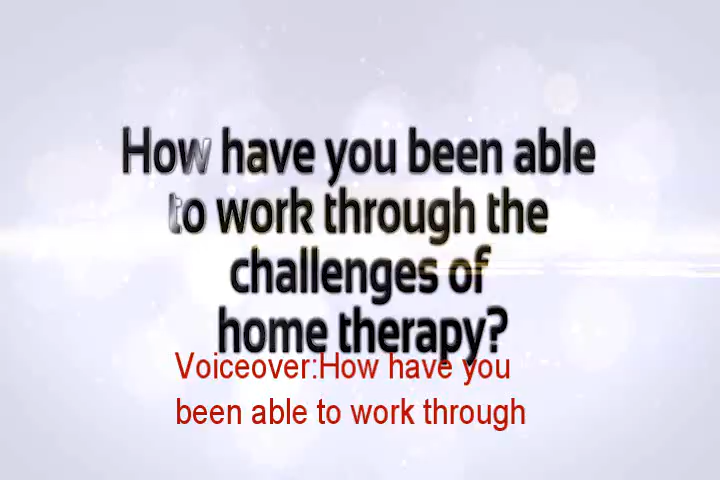 How have you been able
to work through the
challenges of
home therapy?
Voiceover:How have you
been able to work through